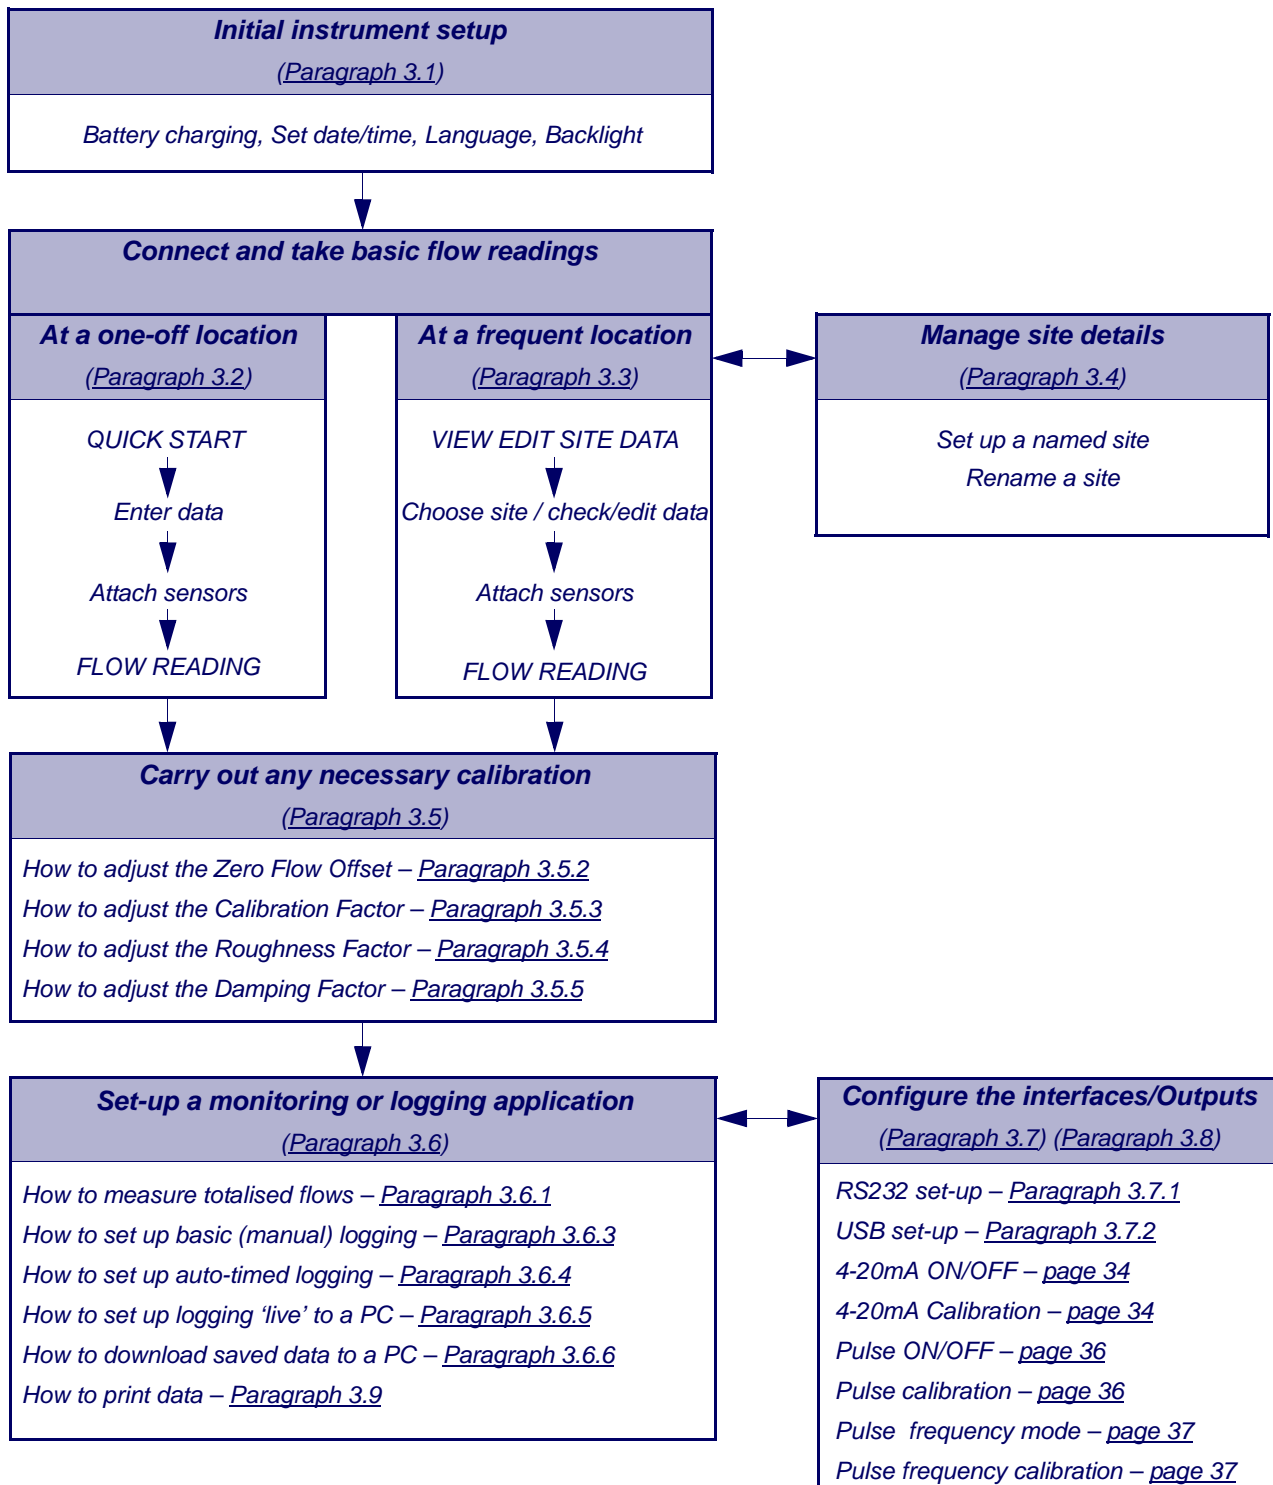 Initial instrument setup
(Paragraph 3.1)
Battery charging, Set date/time, Language, Backlight
Connect and take basic flow readings
At a one-off location
(Paragraph 3.2)
QUICK START
Enter data
Attach sensors
FLOW READING
At a frequent location
(Paragraph 3.3)
VIEW EDIT SITE DATA
Choose site / check/edit data
Attach sensors
FLOW READING
Manage site details
(Paragraph 3.4)
Set up a named site
Rename a site
Carry out any necessary calibration
(Paragraph 3.5)
How to adjust the Zero Flow Offset – Paragraph 3.5.2
How to adjust the Calibration Factor – Paragraph 3.5.3
How to adjust the Roughness Factor – Paragraph 3.5.4
How to adjust the Damping Factor – Paragraph 3.5.5
Set-up a monitoring or logging application
(Paragraph 3.6)
How to measure totalised flows – Paragraph 3.6.1
How to set up basic (manual) logging – Paragraph 3.6.3
How to set up auto-timed logging – Paragraph 3.6.4
How to set up logging ‘live’ to a PC – Paragraph 3.6.5
How to download saved data to a PC – Paragraph 3.6.6
How to print data – Paragraph 3.9
Configure the interfaces/Outputs
(Paragraph 3.7) (Paragraph 3.8)
RS232 set-up – Paragraph 3.7.1
USB set-up – Paragraph 3.7.2
4-20mA ON/OFF – page 34
4-20mA Calibration – page 34
Pulse ON/OFF – page 36
Pulse calibration – page 36
Pulse frequency mode – page 37
Pulse frequency calibration – page 37